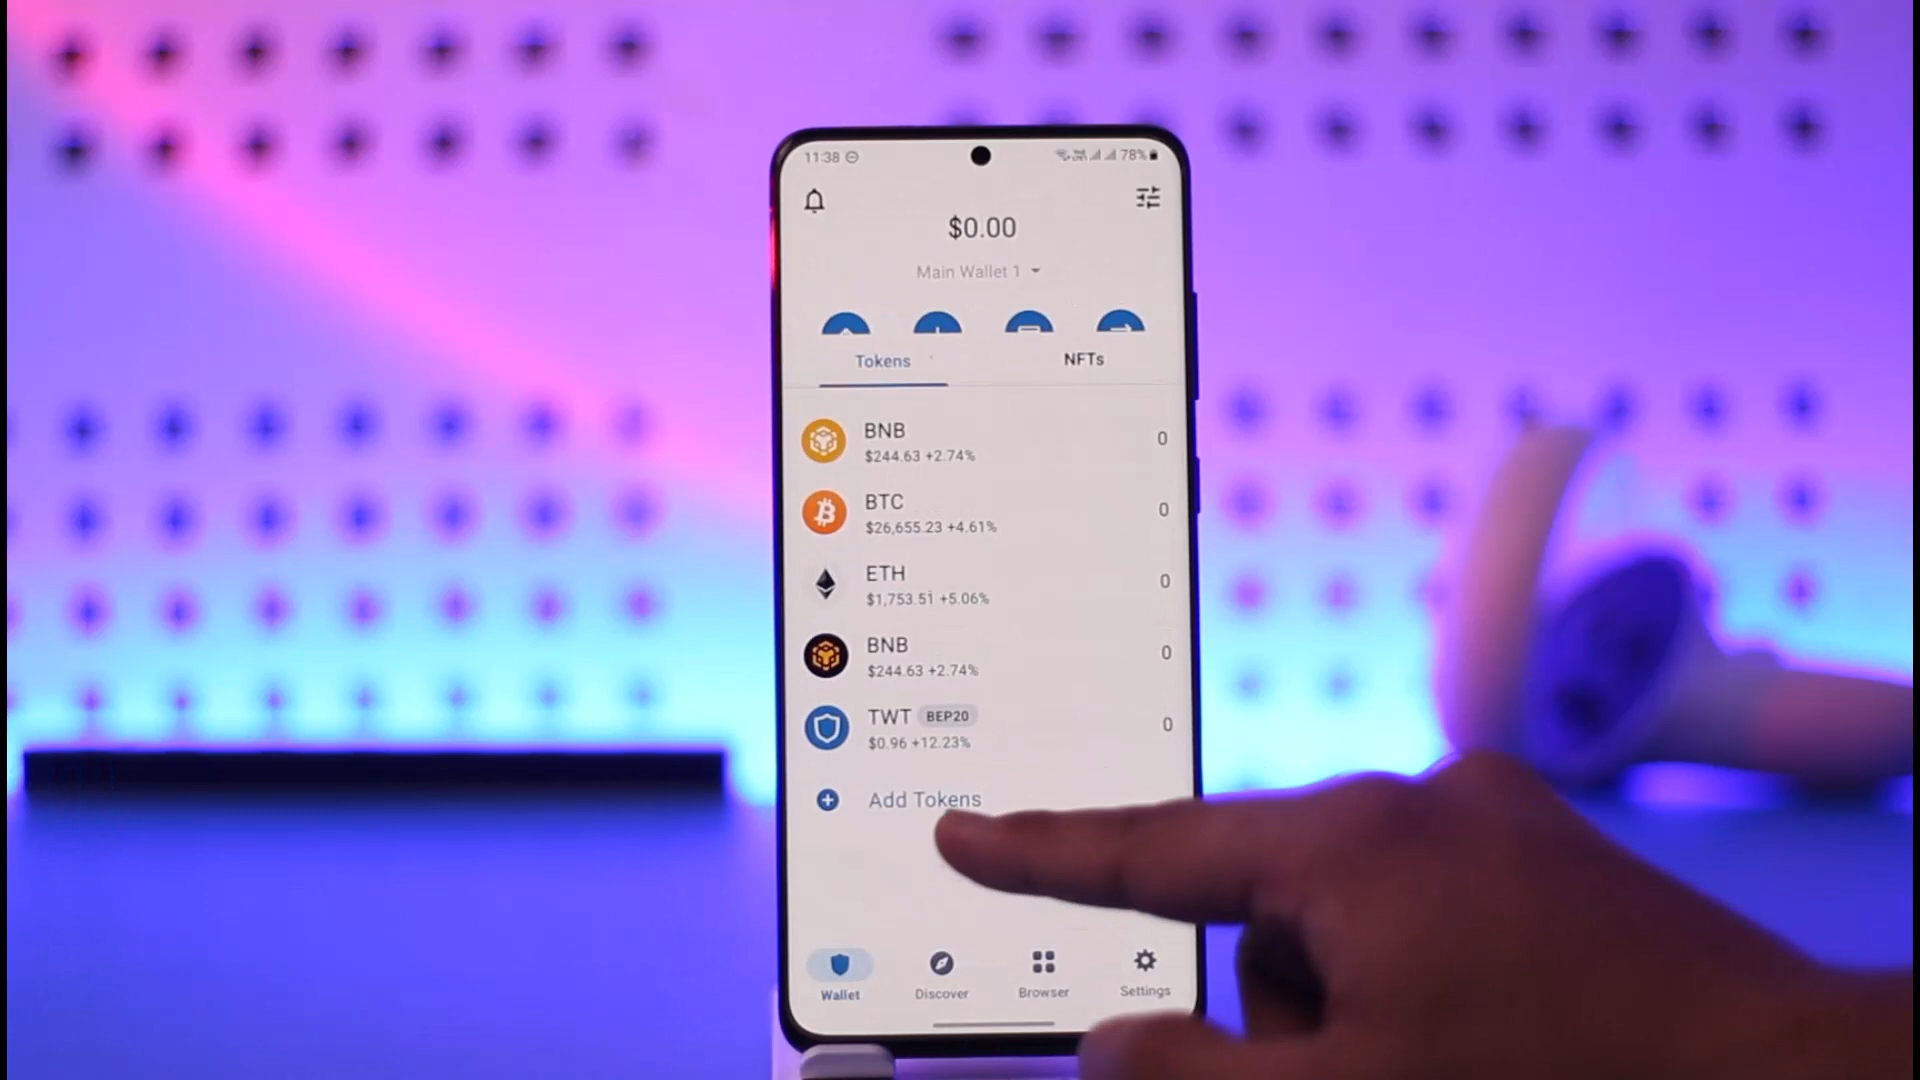 11:38
78%
$0.00
Main Wallet 1
Tokens
NFTs
BNB
0
$244.63 +2.74%
BTC
0
$26,655.23 +4.61%
ETH
0
$1,753.51 +5.06%
BNB
0
$244.63 +2.74%
TWT BEP20
0
$0.96 +12.23%
Add Tokens
Wallet
Discover
Browser
Settings